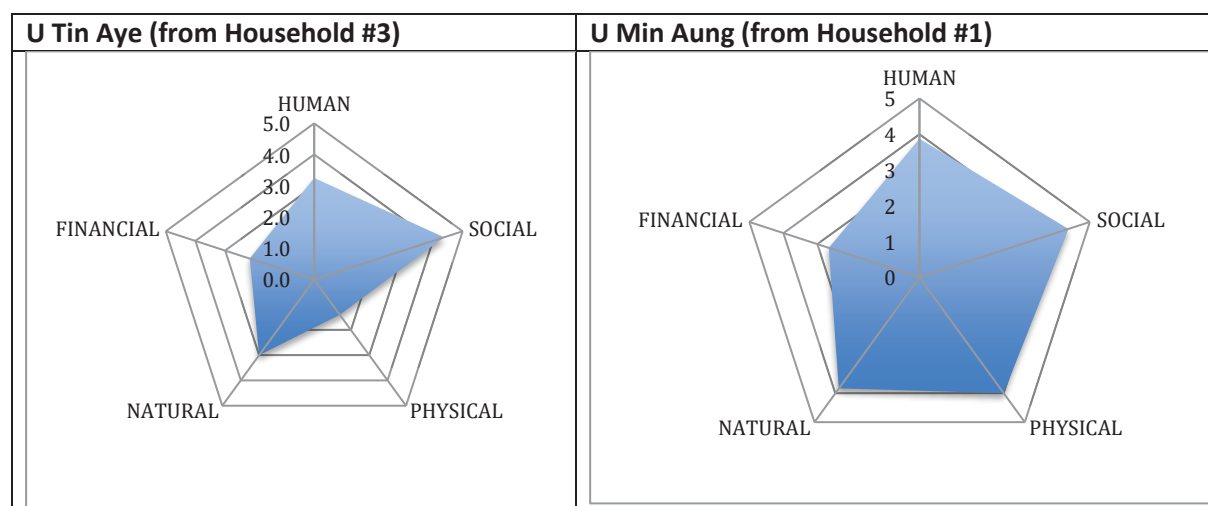 U Tin Aye (from Household #3)
HUMAN
5.0
4.0
3.0
2.0
1.0
0.0
FINANCIAL
SOCIAL
NATURAL
PHYSICAL
U Min Aung (from Household #1)
HUMAN
5
4
3
2
1
0
FINANCIAL
SOCIAL
NATURAL
PHYSICAL